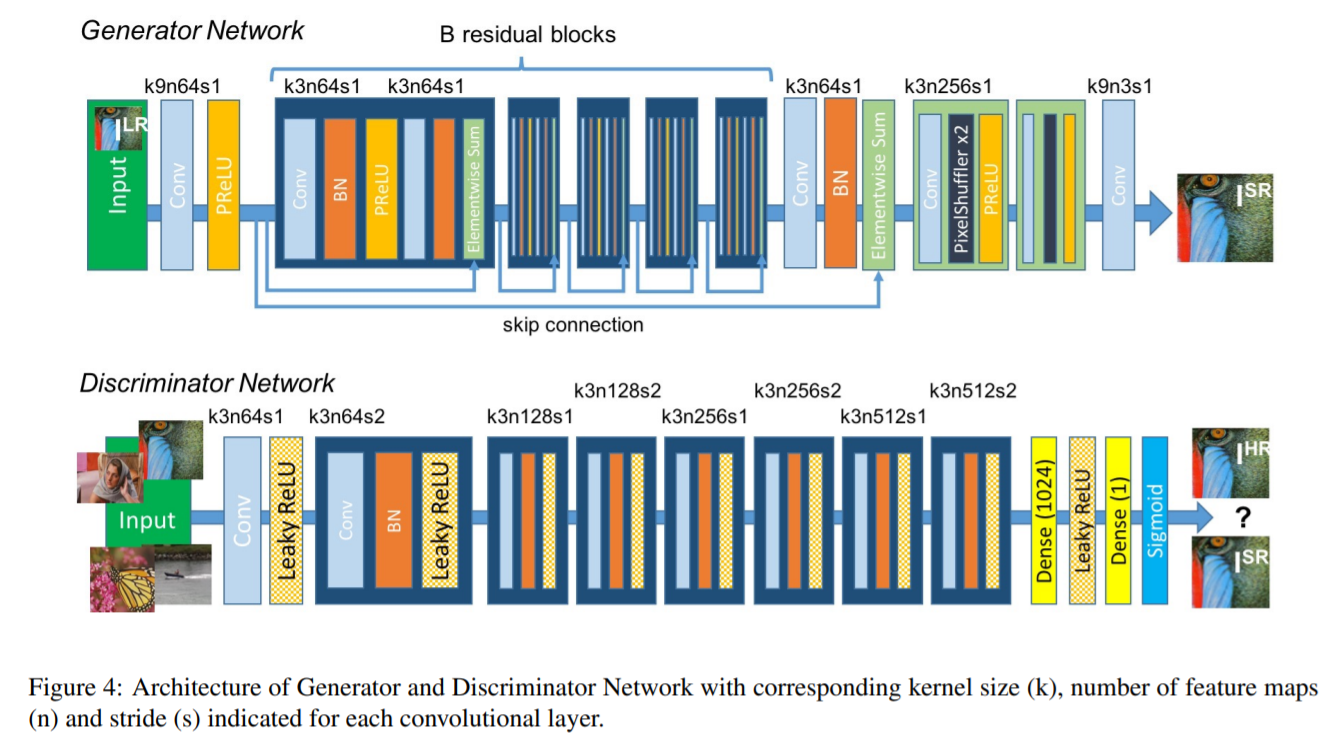 Generator Network
B residual blocks
k9n64s1
k3n64s1
k3n64s1
k3n64s1
k3n256s1
k9n3s1
I^LR
Input
Conv
PReLU
Conv
BN
PReLU
Elementwise Sum
Conv
BN
Elementwise Sum
Conv
PixelShuffler x2
PReLU
Conv
I^SR
skip connection
Discriminator Network
k3n128s2
k3n256s2
k3n512s2
k3n64s1
k3n64s2
k3n128s1
k3n256s1
k3n512s1
Input
Conv
Leaky ReLU
Conv
BN
Leaky ReLU
Dense (1024)
Leaky ReLU
Dense (1)
Sigmoid
I^HR
?
I^SR
Figure 4: Architecture of Generator and Discriminator Network with corresponding kernel size (k), number of feature maps
(n) and stride (s) indicated for each convolutional layer.